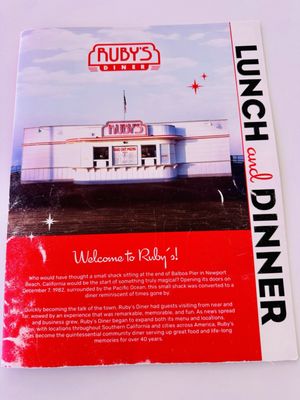 RUBY'S
DINER
LUNCH and DINNER
RUBY'S
Welcome to Ruby's!
Who would have thought a small shack sitting at the end of Balboa Pier in Newport
Beach, California would be the start of something truly magical? Opening its doors on
December 7, 1982, surrounded by the Pacific Ocean, this small shack was converted to a
diner reminiscent of times gone by.
Quickly becoming the talk of the town, Ruby's Diner had guests visiting from near and
far, wowed by an experience that was remarkable, memorable, and fun. As news spread
and business grew, Ruby's Diner began to expand both its menu and locations.
with locations throughout Southern California and cities across America, Ruby's
has become the quintessential community diner serving up great food and life-long
memories for over 40 years.